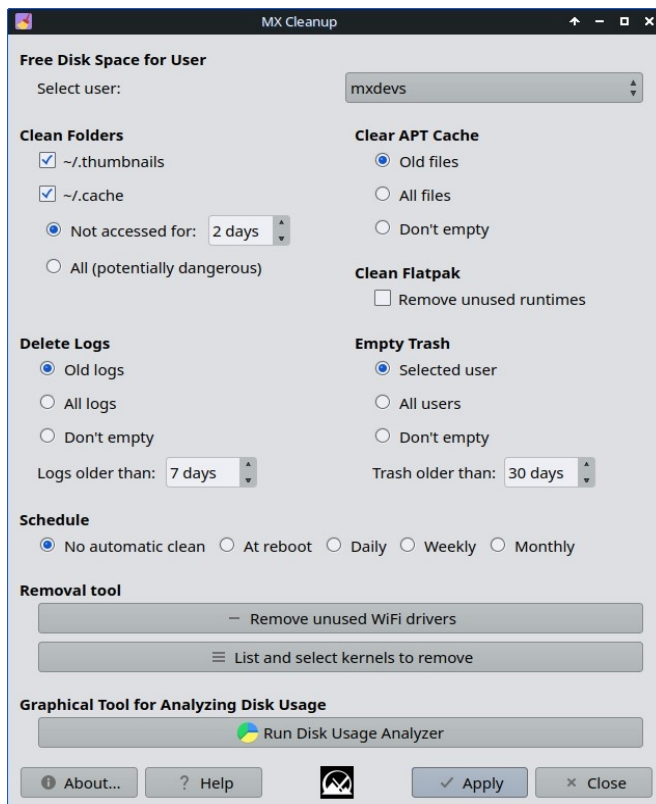 MX Cleanup
Free Disk Space for User
Select user: mxdevs
Clean Folders
~/.thumbnails
~/.cache
Not accessed for: 2 days
All (potentially dangerous)
Clear APT Cache
Old files
All files
Don't empty
Clean Flatpak
Remove unused runtimes
Delete Logs
Old logs
All logs
Don't empty
Logs older than: 7 days
Empty Trash
Selected user
All users
Don't empty
Trash older than: 30 days
Schedule
No automatic clean At reboot Daily Weekly Monthly
Removal tool
Remove unused WiFi drivers
List and select kernels to remove
Graphical Tool for Analyzing Disk Usage
Run Disk Usage Analyzer
About... ? Help Apply Close